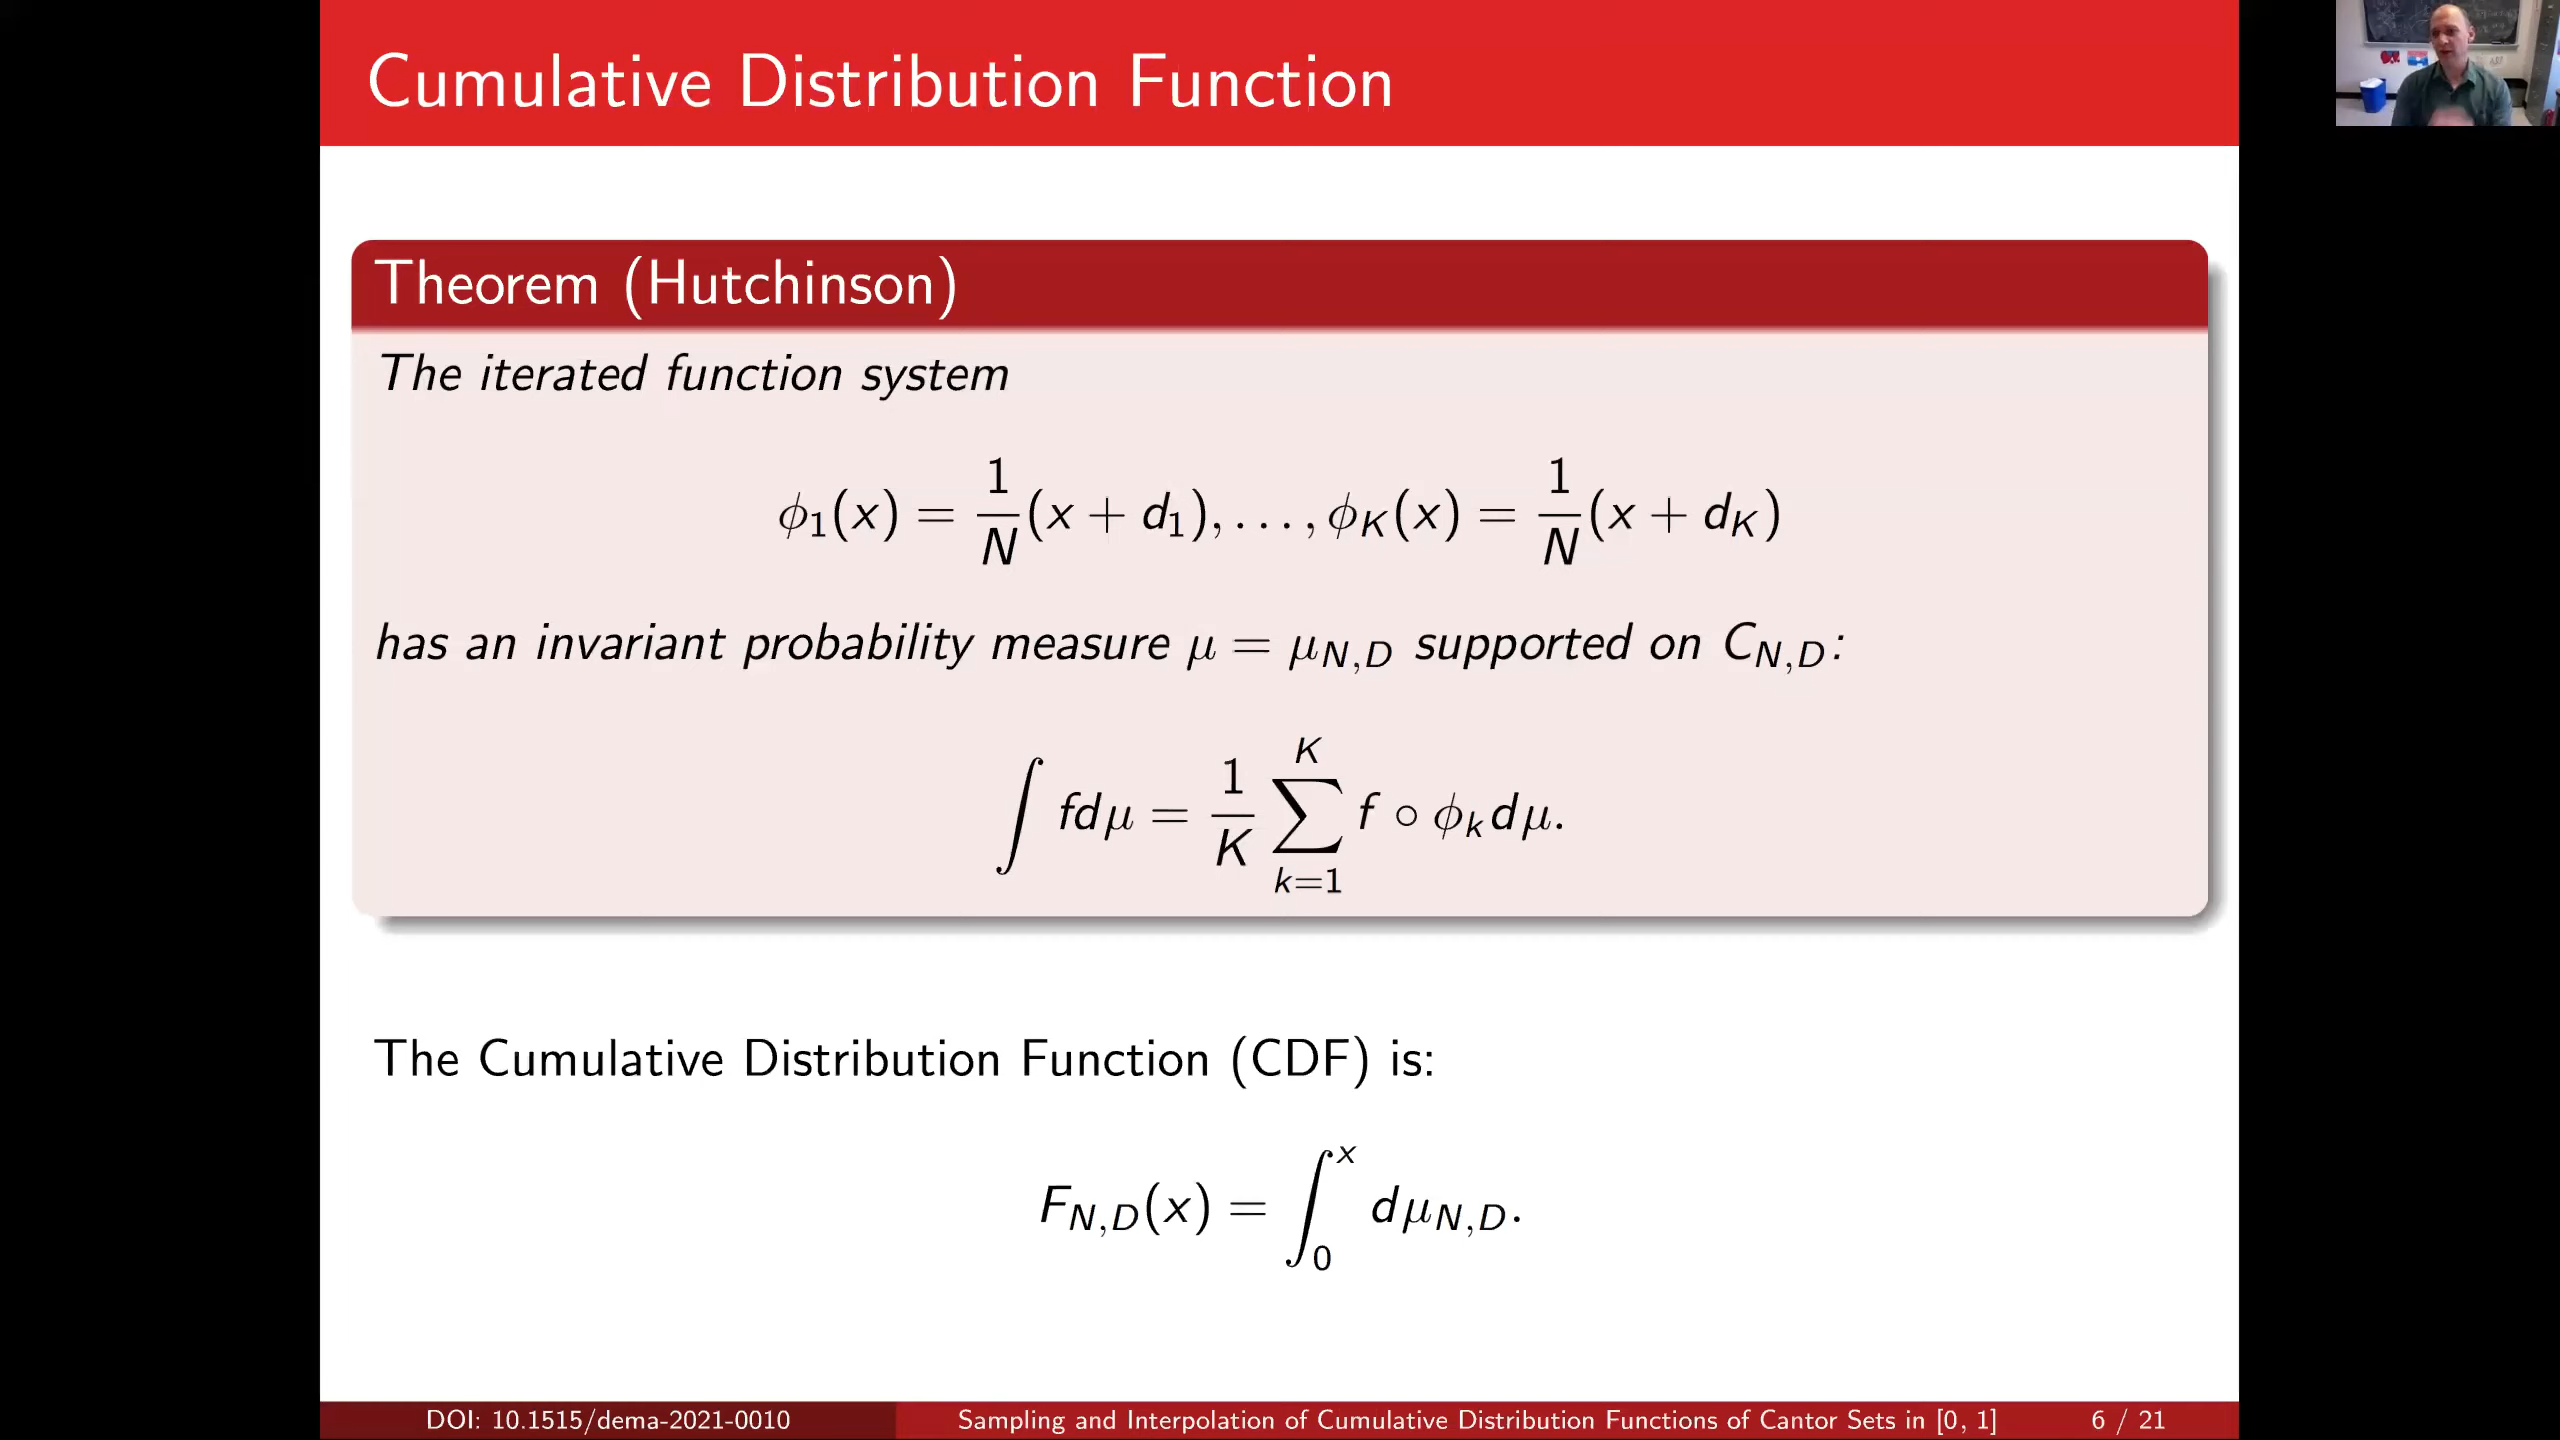 Cumulative Distribution Function
Theorem (Hutchinson)
The iterated function system
ϕ₁(x) = 1/N (x + d₁), . . . , ϕ_K(x) = 1/N (x + d_K)
has an invariant probability measure μ = μ_{N,D} supported on C_{N,D}:
∫ fdμ = 1/K ∑_{k=1}^{K} f ∘ ϕ_k dμ.
The Cumulative Distribution Function (CDF) is:
F_{N,D}(x) = ∫_0^x dμ_{N,D}.
DOI: 10.1515/dema-2021-0010 Sampling and Interpolation of Cumulative Distribution Functions of Cantor Sets in [0, 1] 6 / 21